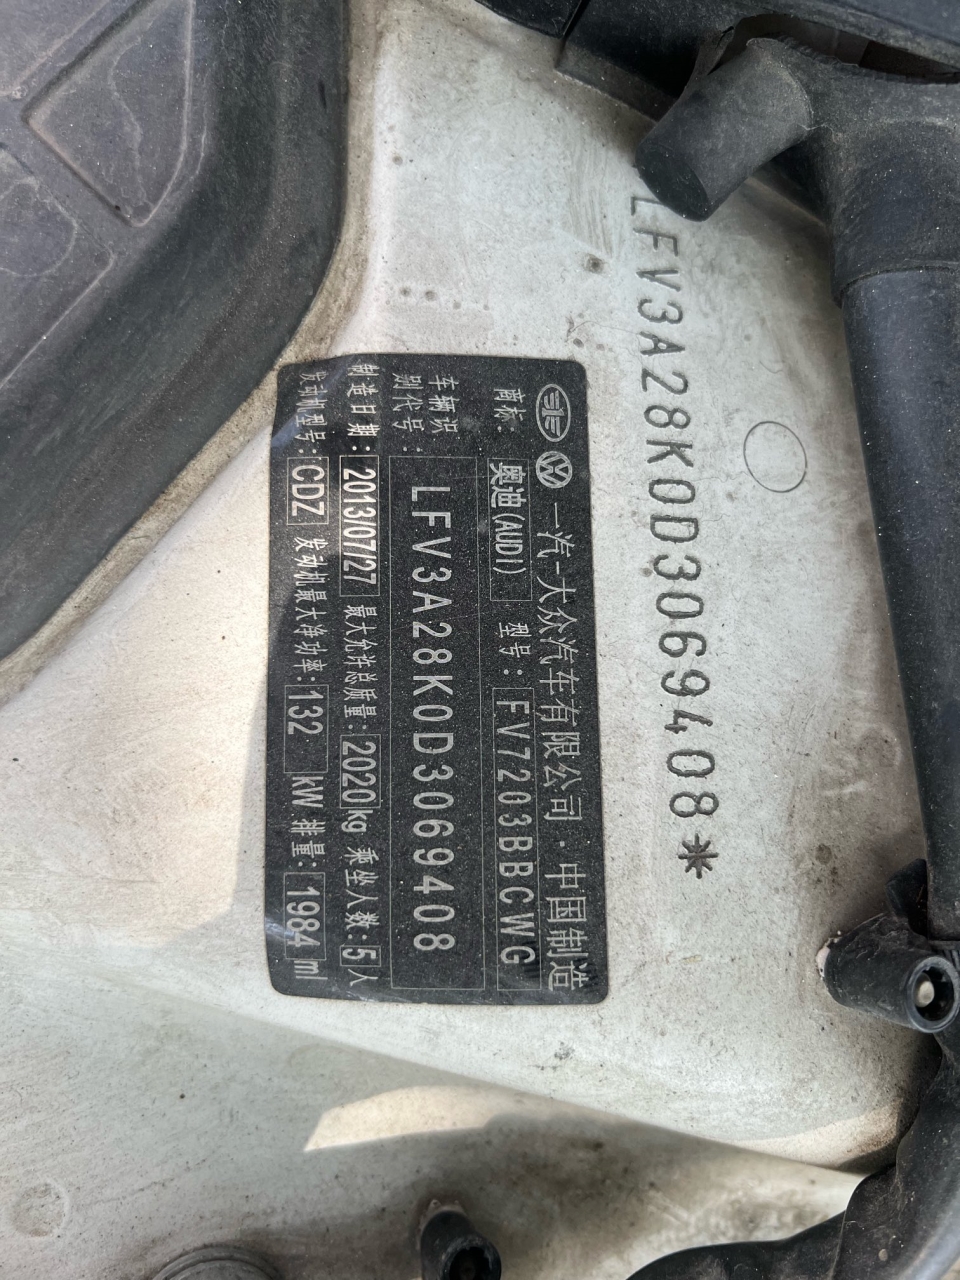 LFV3A28K0D3069408*
一汽-大众汽车有限公司·中国制造
商标: 奥迪(AUDI) 型号: FV7203BBCWG
车辆识别代号: LFV3A28K0D3069408
制造日期: 2013/07/27 最大允许总质量: 2020kg 乘坐人数: 5人
发动机型号: CDZ 发动机最大净功率: 132 kW 排量: 1984 ml